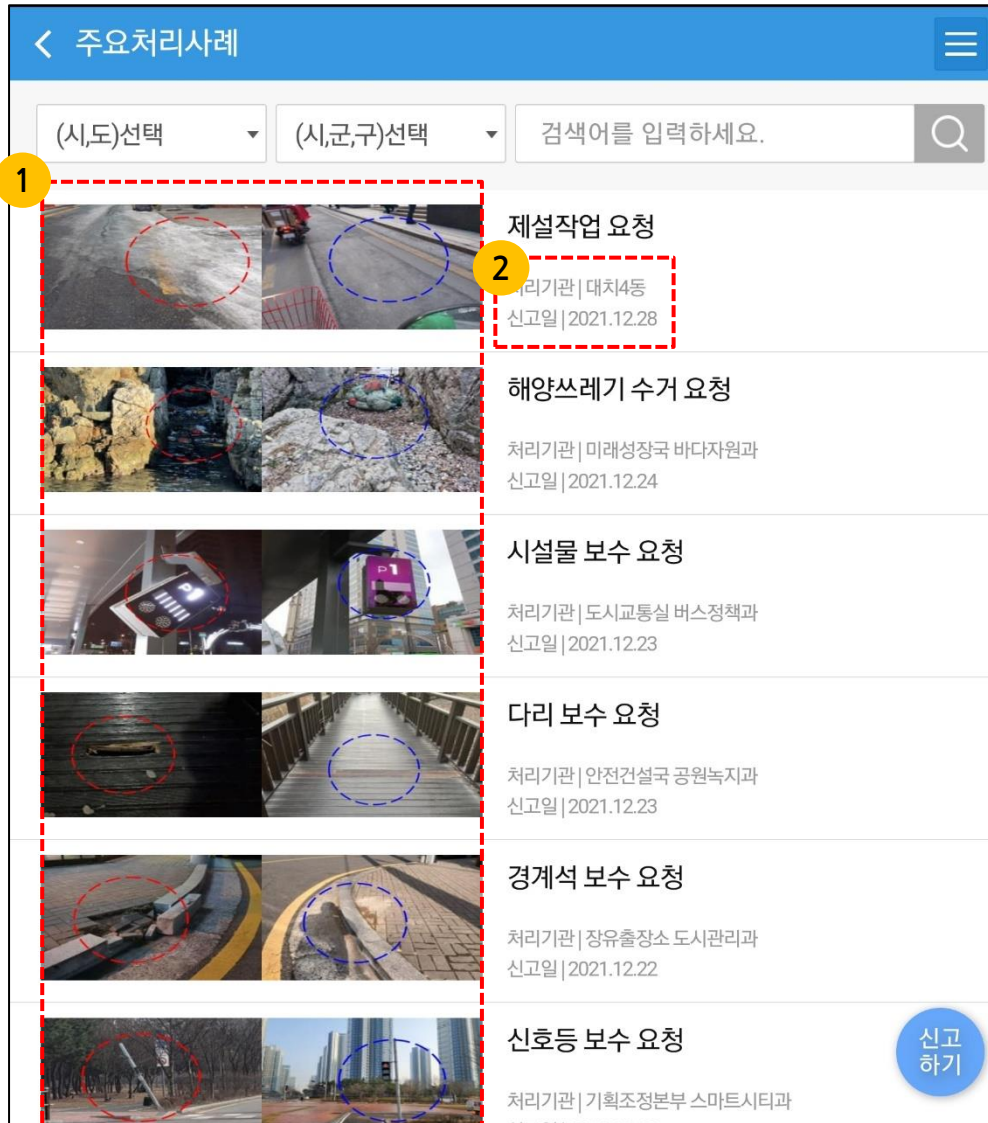 주요처리사례
(시,도)선택
(시,군,구)선택
검색어를 입력하세요.
1
제설작업 요청
2
처리기관 | 대치4동
신고일 | 2021.12.28
해양쓰레기 수거 요청
처리기관 | 미래성장국 바다자원과
신고일 | 2021.12.24
시설물 보수 요청
처리기관 | 도시교통실 버스정책과
신고일 | 2021.12.23
P1
P1
다리 보수 요청
처리기관 | 안전건설국 공원녹지과
신고일 | 2021.12.23
경계석 보수 요청
처리기관 | 장유출장소 도시관리과
신고일 | 2021.12.22
신호등 보수 요청
처리기관 | 기획조정본부 스마트시티과
신고
하기